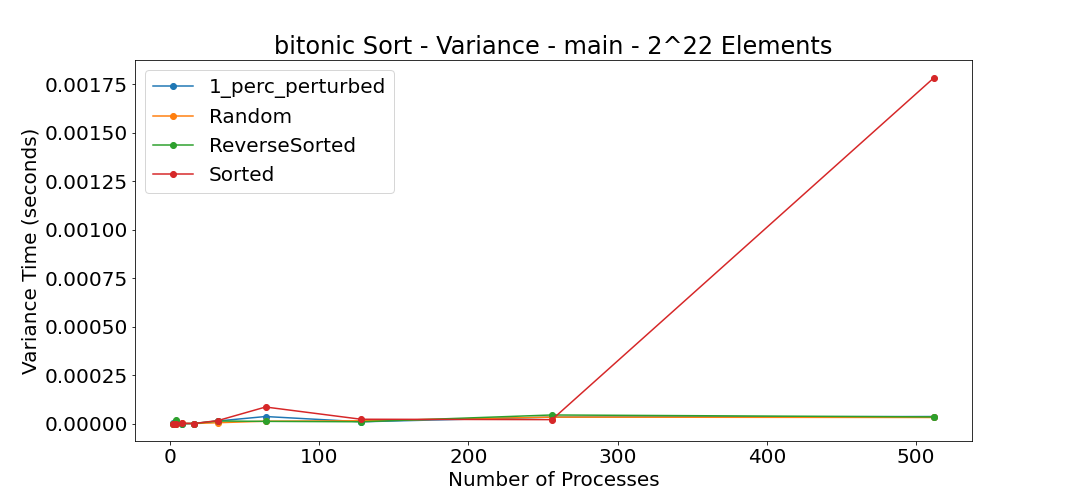 bitonic Sort - Variance - main - 2^22 Elements
1_perc_perturbed
Random
ReverseSorted
Sorted
Variance Time (seconds)
0.00175
0.00150
0.00125
0.00100
0.00075
0.00050
0.00025
0.00000
0 100 200 300 400 500
Number of Processes